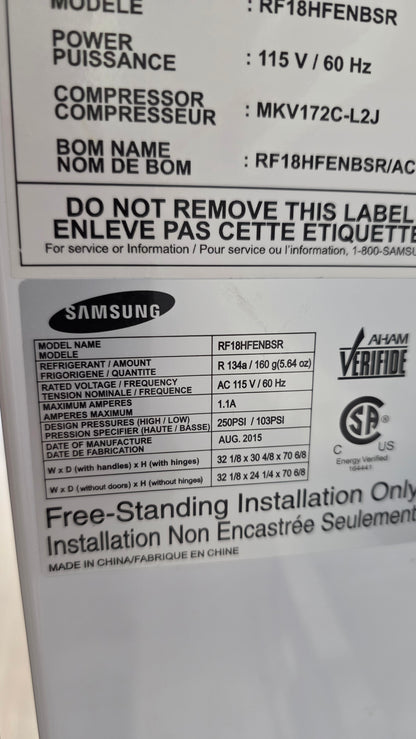 MODELE : RF18HFENBSR
POWER
PUISSANCE : 115 V / 60 Hz
COMPRESSOR
COMPRESSEUR : MKV172C-L2J
BOM NAME
NOM DE BOM : RF18HFENBSR/AC
DO NOT REMOVE THIS LABEL
ENLEVE PAS CETTE ETIQUETTE
For service or Information / Pour service ou l'information, 1-800-SAMSU
SAMSUNG
MODEL NAME
MODELE RF18HFENBSR
REFRIGERANT / AMOUNT
FRIGORIGENE / QUANTITE R 134a / 160 g(5.64 oz)
RATED VOLTAGE / FREQUENCY
TENSION NOMINALE / FREQUENCE AC 115 V / 60 Hz
MAXIMUM AMPERES
AMPERES MAXIMUM 1.1A
DESIGN PRESSURES (HIGH / LOW)
PRESSION SPECIFIER (HAUTE / BASSE) 250PSI / 103PSI
DATE OF MANUFACTURE
DATE DE FABRICATION AUG. 2015
W x D (with handles) x H (with hinges) 32 1/8 x 30 4/8 x 70 6/8
W x D (without doors) x H (without hinges) 32 1/8 x 24 1/4 x 70 6/8
AHAM
VERIFIDE
SA ®
C US
Energy Verified
164441
Free-Standing Installation Only
Installation Non Encastrée Seulement
MADE IN CHINA/FABRIQUE EN CHINE